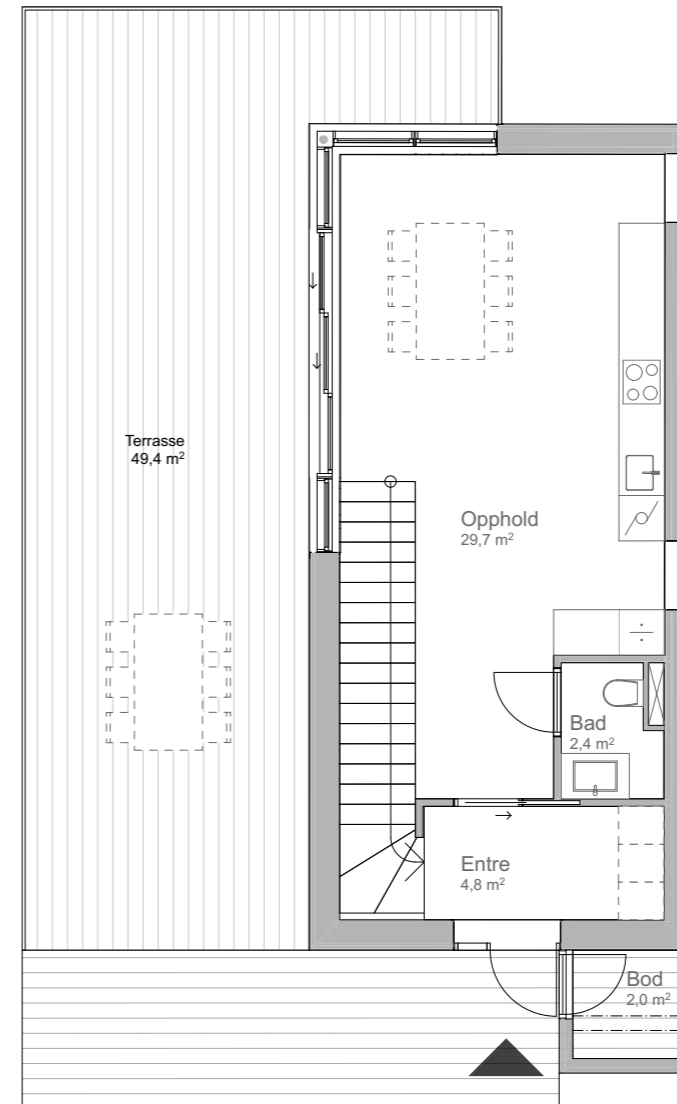 Terrasse
49,4 m²
Opphold
29,7 m²
Bad
2,4 m²
Entre
4,8 m²
Bod
2,0 m²